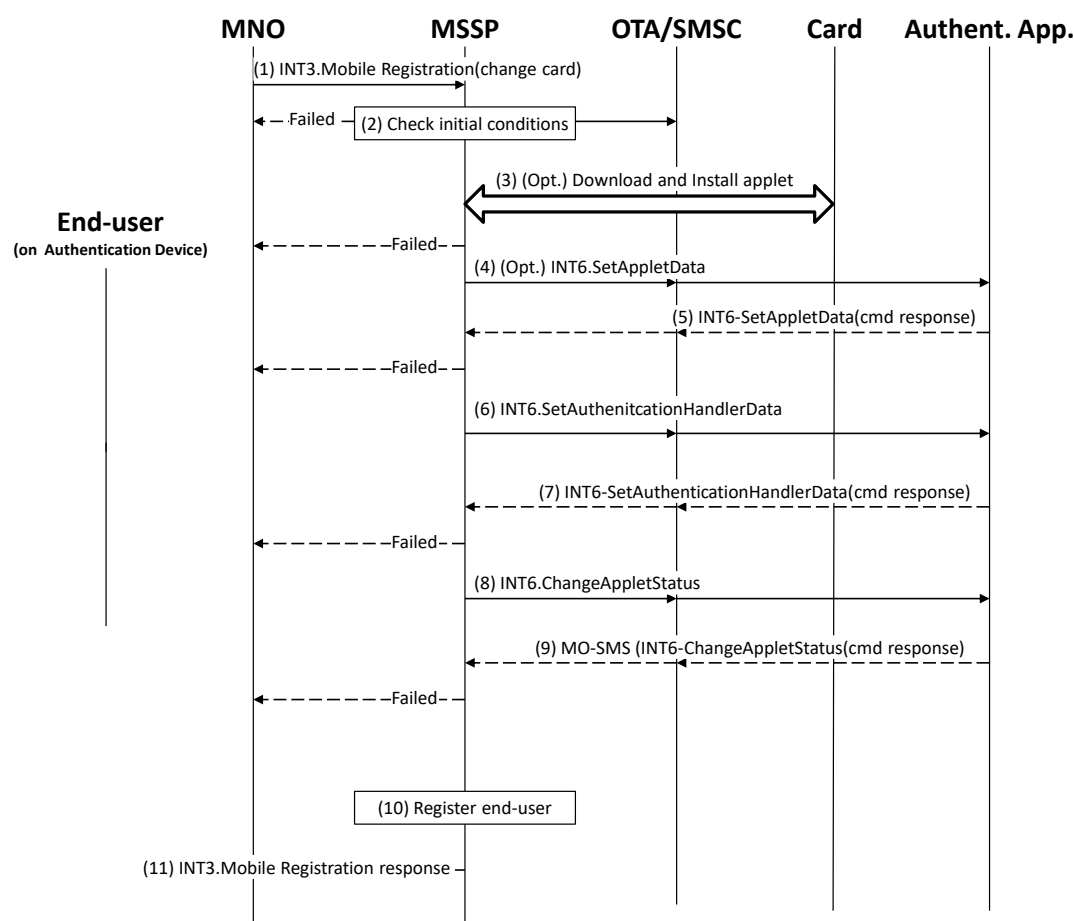 MNO MSSP OTA/SMSC Card Authent. App.
(1) INT3.Mobile Registration(change card)
Failed
(2) Check initial conditions
(3) (Opt.) Download and Install applet
End-user
(on Authentication Device)
Failed
(4) (Opt.) INT6.SetAppletData
(5) INT6-SetAppletData(cmd response)
Failed
(6) INT6.SetAuthenitcationHandlerData
(7) INT6-SetAuthenticationHandlerData(cmd response)
Failed
(8) INT6.ChangeAppletStatus
(9) MO-SMS (INT6-ChangeAppletStatus(cmd response)
Failed
(10) Register end-user
(11) INT3.Mobile Registration response